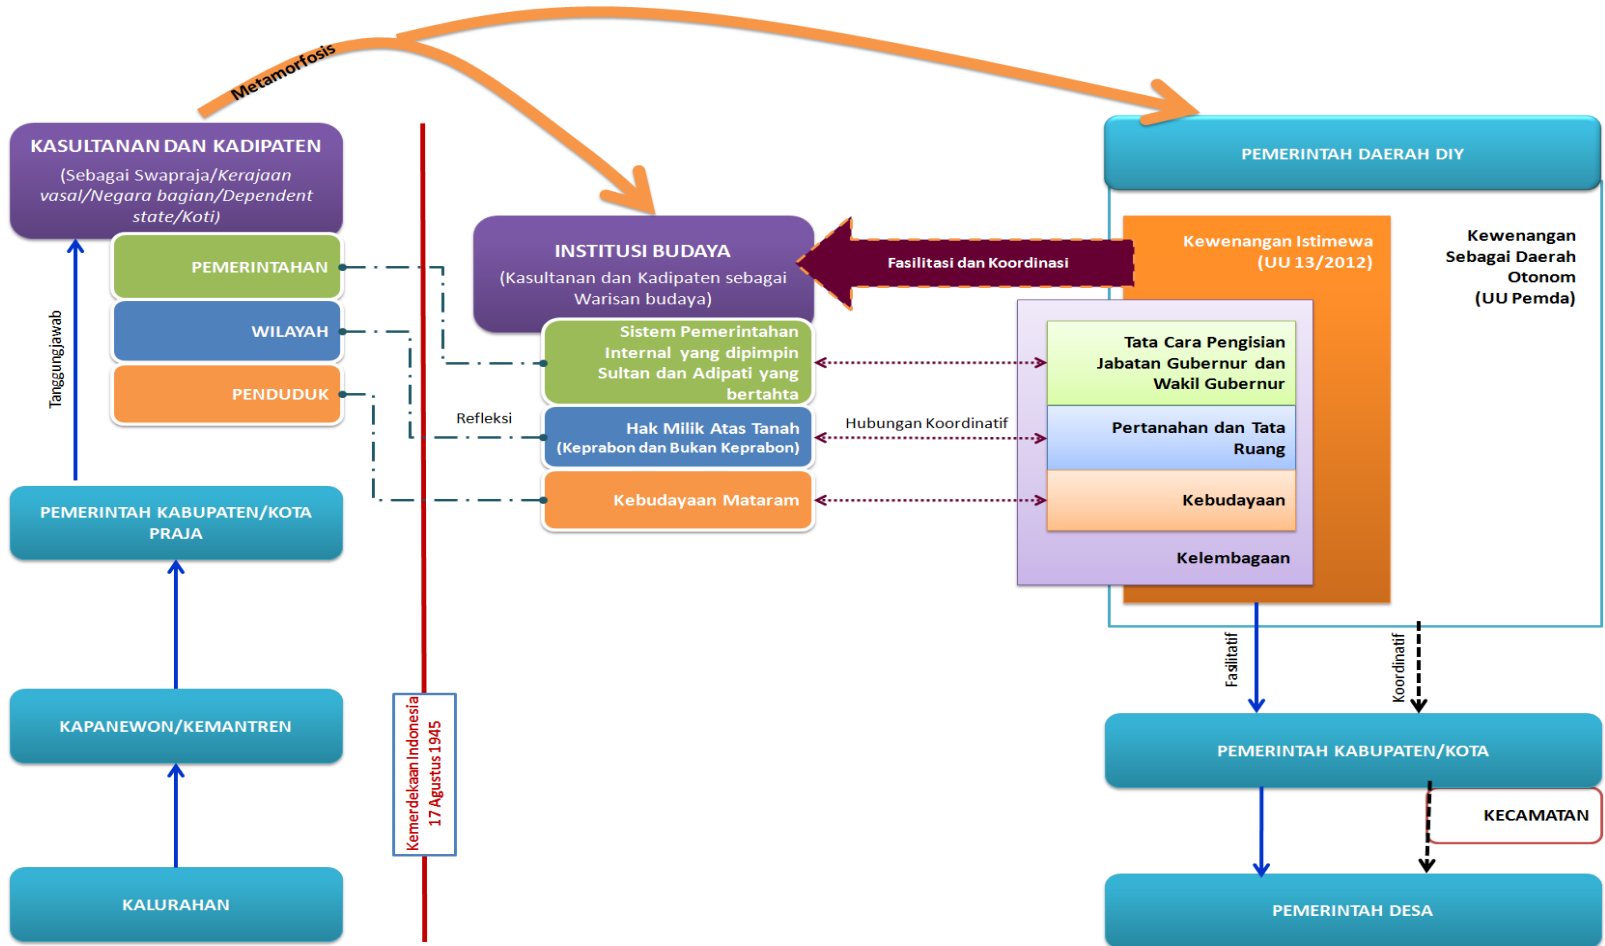 Metamorfosis
KASULTANAN DAN KADIPATEN
(Sebagai Swapraja/Kerajaan
vasal/Negara bagian/Dependent
state/Koti)
PEMERINTAHAN
WILAYAH
PENDUDUK
Tanggungjawab
PEMERINTAH KABUPATEN/KOTA
PRAJA
KAPANEWON/KEMANTREN
KALURAHAN
Kemerdekaan Indonesia
17 Agustus 1945
Refleksi
INSTITUSI BUDAYA
(Kasultanan dan Kadipaten sebagai
Warisan budaya)
Sistem Pemerintahan
Internal yang dipimpin
Sultan dan Adipati yang
bertahta
Hak Milik Atas Tanah
(Keprabon dan Bukan Keprabon)
Kebudayaan Mataram
Fasilitasi dan Koordinasi
Hubungan Koordinatif
PEMERINTAH DAERAH DIY
Kewenangan Istimewa
(UU 13/2012)
Kewenangan
Sebagai Daerah
Otonom
(UU Pemda)
Tata Cara Pengisian
Jabatan Gubernur dan
Wakil Gubernur
Pertanahan dan Tata
Ruang
Kebudayaan
Kelembagaan
Fasilitatif
Koordinatif
PEMERINTAH KABUPATEN/KOTA
KECAMATAN
PEMERINTAH DESA